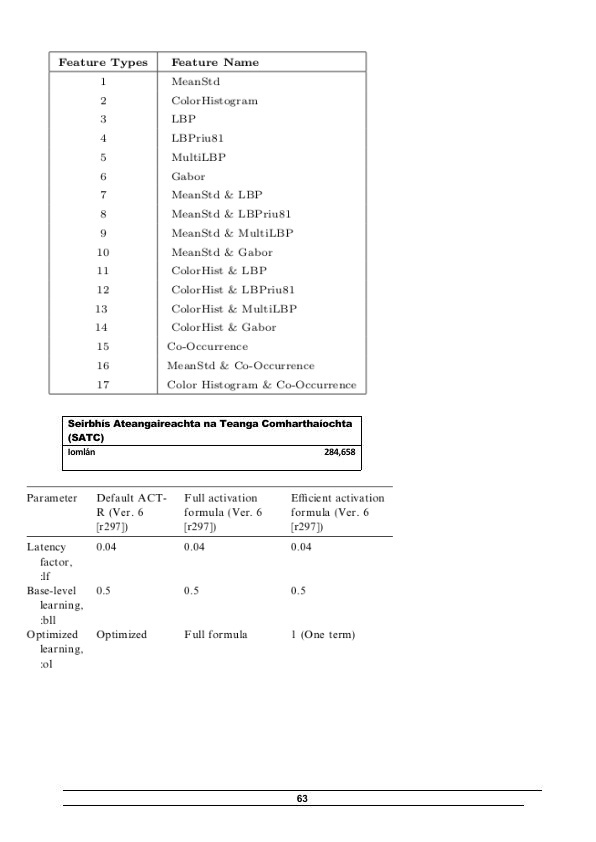 Feature Types Feature Name
1 MeanStd
2 ColorHistogram
3 LBP
4 LBPriu81
5 MultiLBP
6 Gabor
7 MeanStd & LBP
8 MeanStd & LBPriu81
9 MeanStd & MultiLBP
10 MeanStd & Gabor
11 ColorHist & LBP
12 ColorHist & LBPriu81
13 ColorHist & MultiLBP
14 ColorHist & Gabor
15 Co-Occurrence
16 MeanStd & Co-Occurrence
17 Color Histogram & Co-Occurrence
Seirbhís Ateangaireachta na Teanga Comharthaíochta
(SATC)
Iomlán 284,658
Parameter Default ACT- Full activation Efficient activation
R (Ver. 6 formula (Ver. 6 formula (Ver. 6
[r297]) [r297]) [r297])
Latency 0.04 0.04 0.04
factor,
:lf
Base-level 0.5 0.5 0.5
learning,
:bll
Optimized Optimized Full formula 1 (One term)
learning,
:ol
63